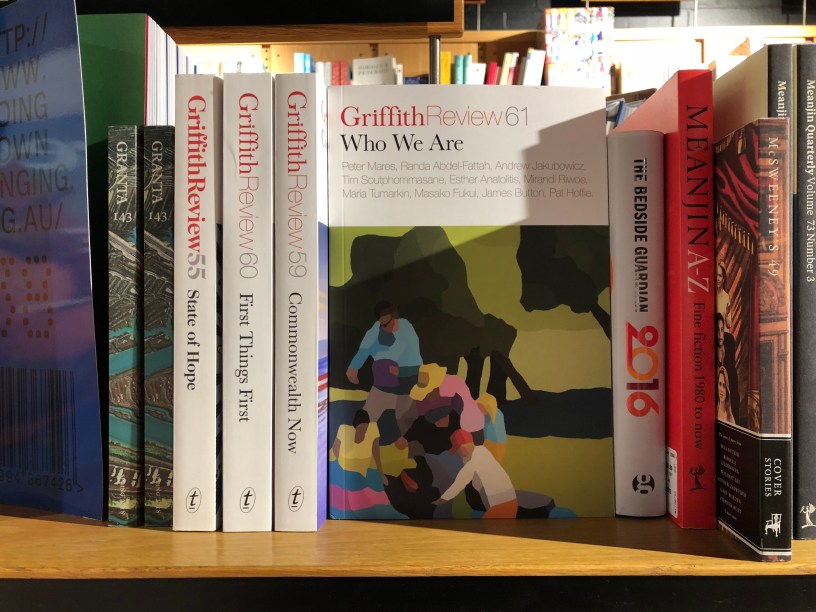 TP://
WW.
DING
OWN
NGING,
G.AU/
GRANTA
143
GRANTA
143
GriffithReview55 State of Hope
t
GriffithReview60 First Things First
t
GriffithReview59 Commonwealth Now
t
GriffithReview61
Who We Are
Peter Mares, Randa Abdel-Fattah, Andrew Jakubowicz,
Tim Soutphommasane, Esther Anatolitis, Mirandi Riwoe,
Maria Tumarkin, Masako Fukui, James Button, Pat Hoffie
THE BEDSIDE GUARDIAN
2016
MEANJIN A-Z Fine fiction 1980 to now
McSWEENEY'S 49
COVER
STORIES
Meanjin
Meanjin Quarterly Volume 73 Number 3